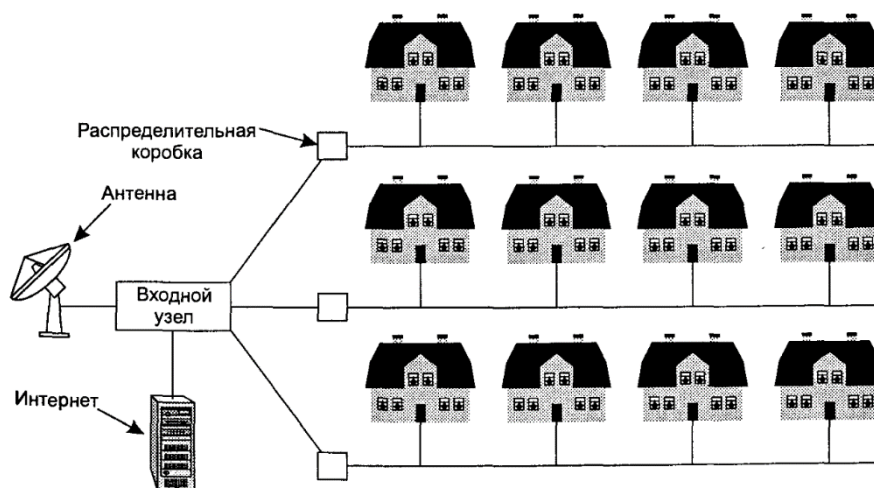 Распределительная
коробка
Антенна
Входной
узел
Интернет